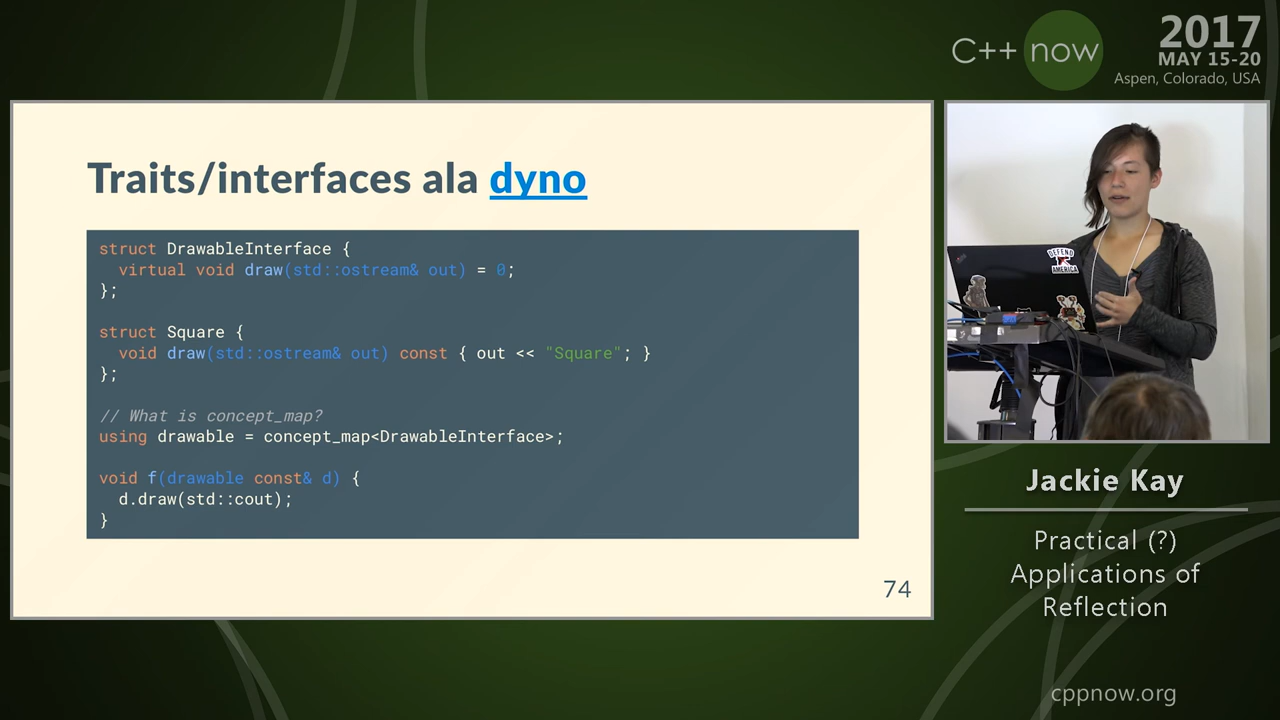 C++ now
2017
MAY 15-20
Aspen, Colorado, USA
Traits/interfaces ala dyno
struct DrawableInterface {
  virtual void draw(std::ostream& out) = 0;
};
struct Square {
  void draw(std::ostream& out) const { out << "Square"; }
};
// What is concept_map?
using drawable = concept_map<DrawableInterface>;
void f(drawable const& d) {
  d.draw(std::cout);
}
74
DEFEND
AMERICA
Jackie Kay
Practical (?)
Applications of
Reflection
cppnow.org